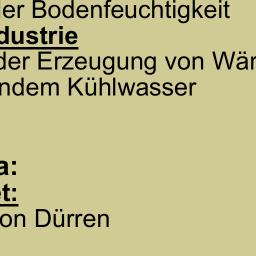 der Bodenfeuchtigkeit
dustrie
der Erzeugung von Wär
ndem Kühlwasser
a:
t:
on Dürren